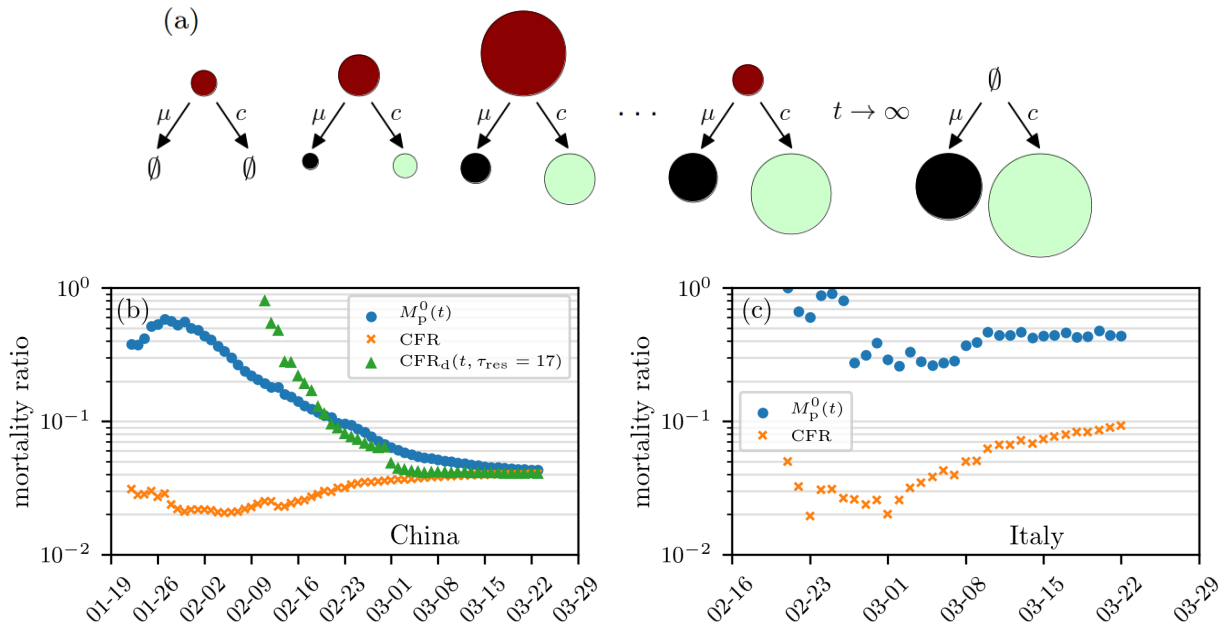 (a)
μ c μ c μ c . . . μ c t → ∞ ∅ μ c
∅ ∅
(b)
mortality ratio
10⁰
10⁻¹
10⁻²
M⁰ₚ(t)
CFR
CFR_d(t, τ_res = 17)
China
01-19 01-26 02-02 02-09 02-16 02-23 03-01 03-08 03-15 03-22 03-29
(c)
mortality ratio
10⁰
10⁻¹
10⁻²
M⁰ₚ(t)
CFR
Italy
02-16 02-23 03-01 03-08 03-15 03-22 03-29